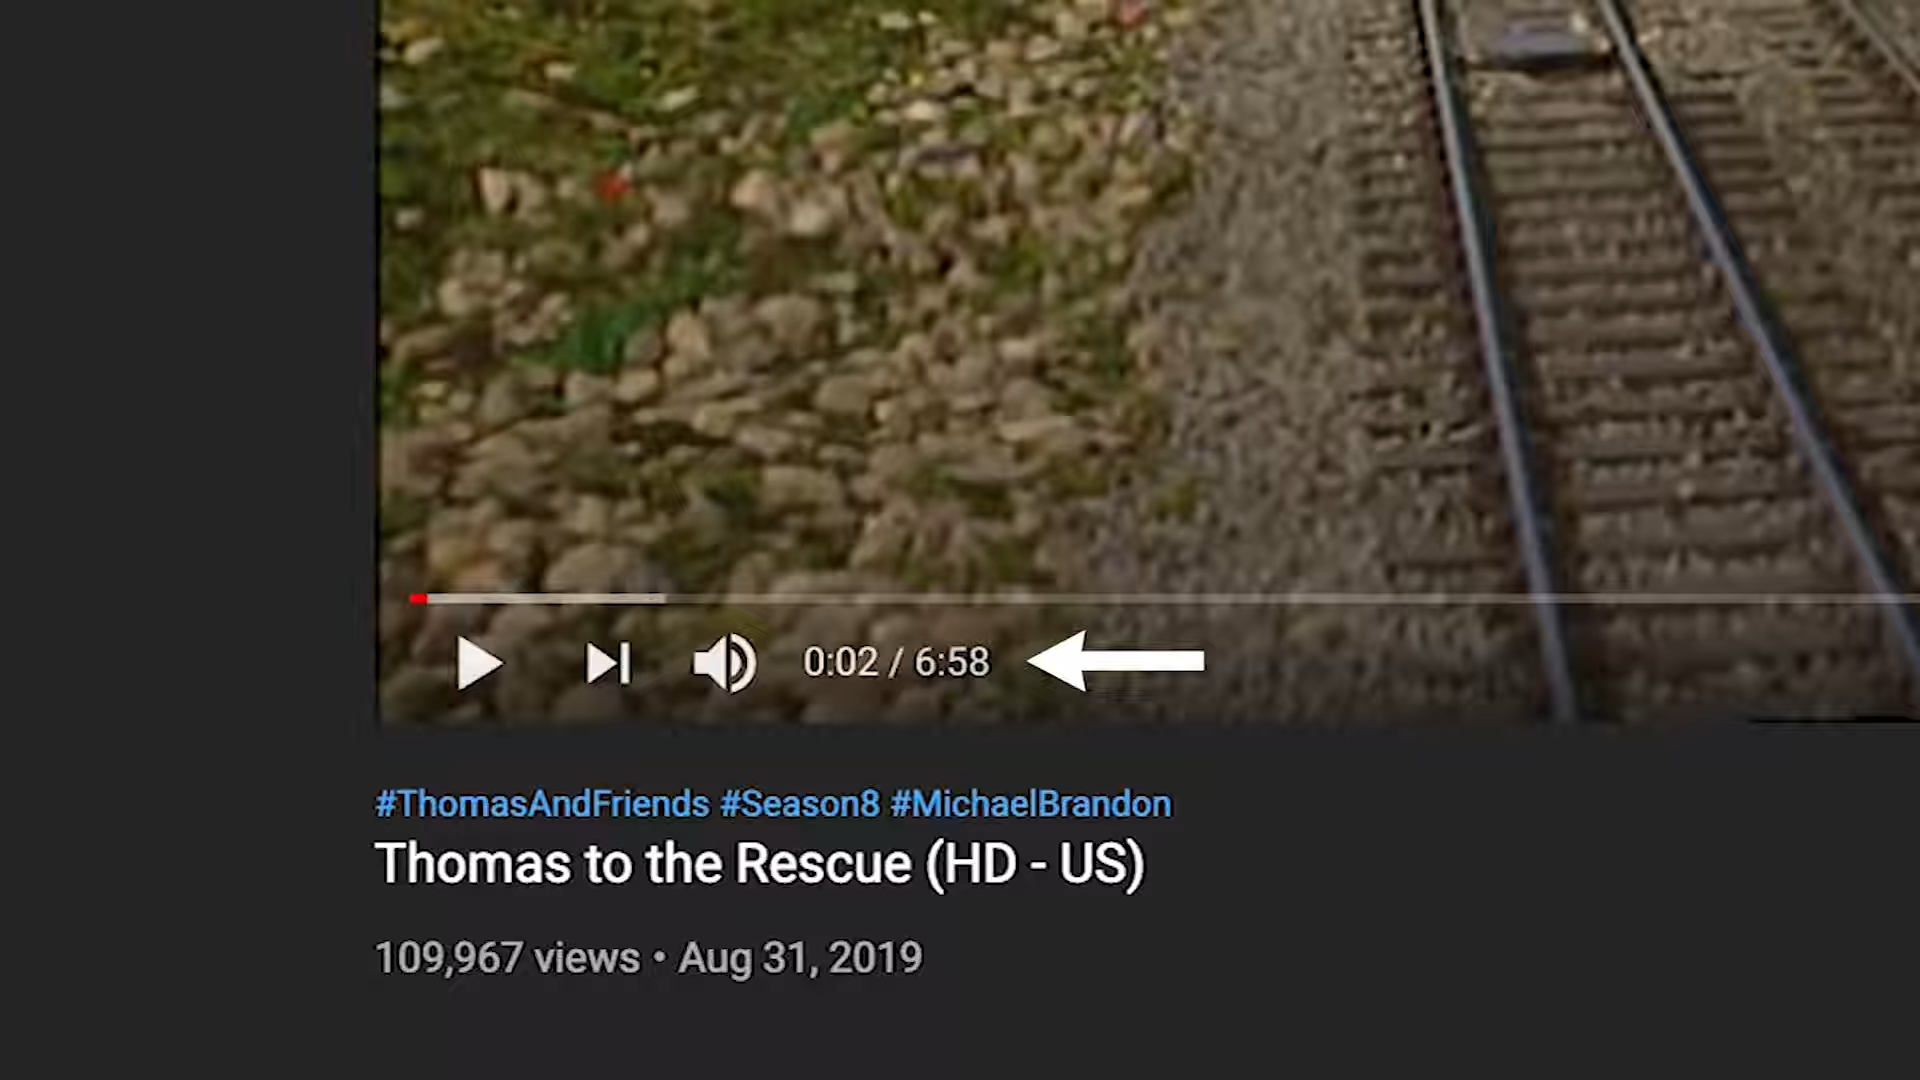 0:02 / 6:58
#ThomasAndFriends #Season8 #MichaelBrandon
Thomas to the Rescue (HD - US)
109,967 views • Aug 31, 2019